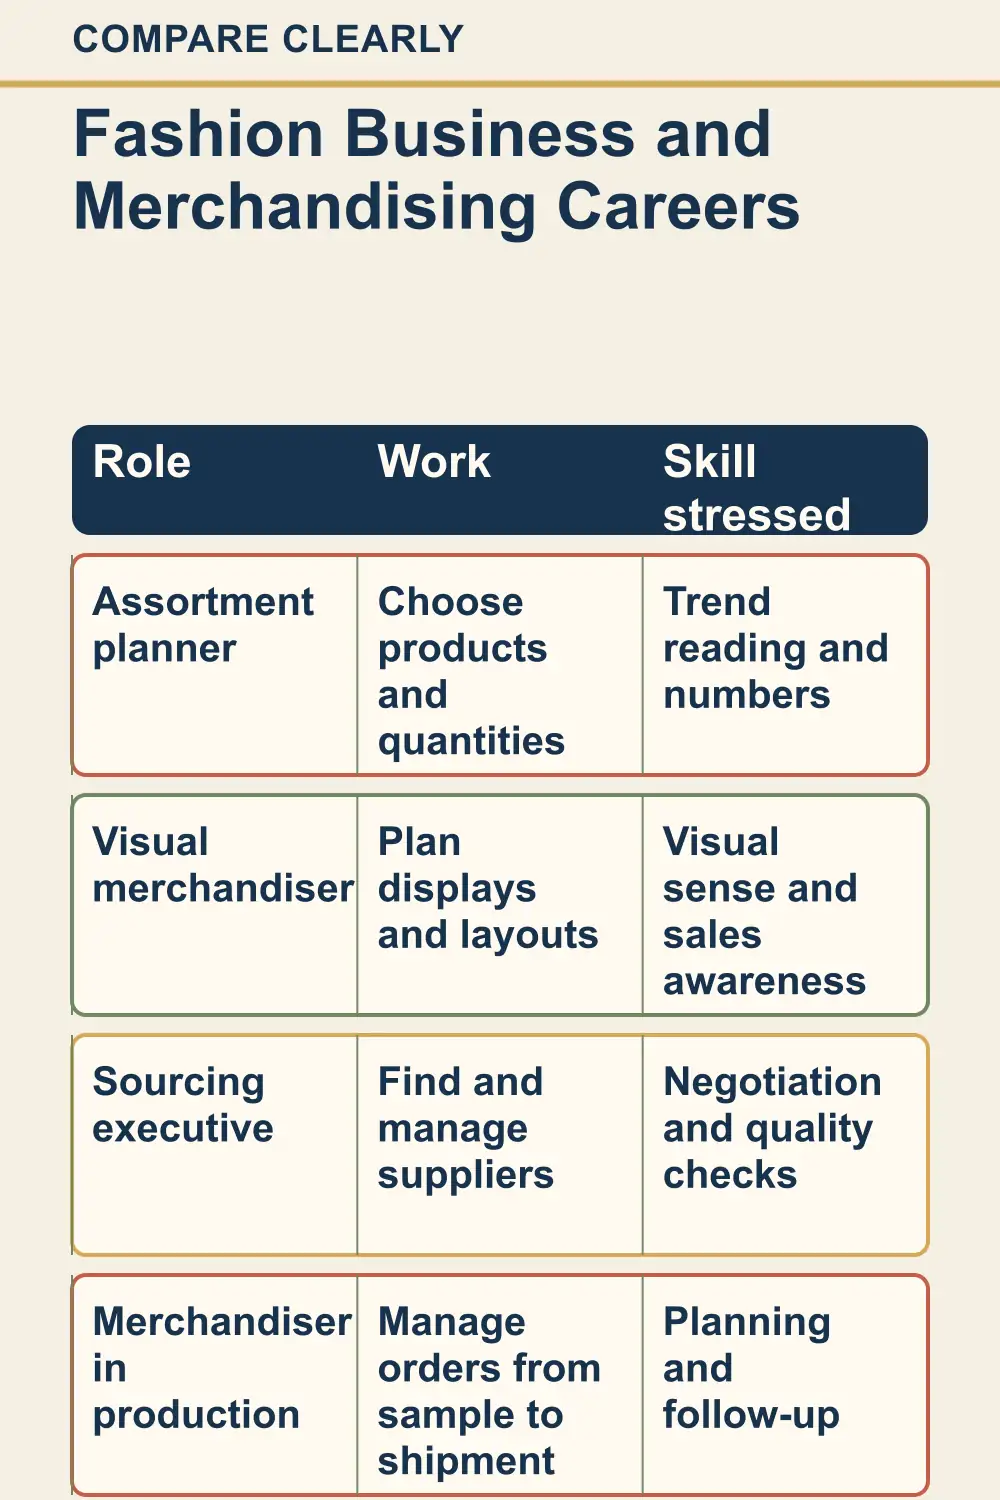 COMPARE CLEARLY
Fashion Business and
Merchandising Careers
Role
Work
Skill
stressed
Assortment
planner
Choose
products
and
quantities
Trend
reading and
numbers
Visual
merchandiser
Plan
displays
and layouts
Visual
sense and
sales
awareness
Sourcing
executive
Find and
manage
suppliers
Negotiation
and quality
checks
Merchandiser
in
production
Manage
orders from
sample to
shipment
Planning
and
follow-up